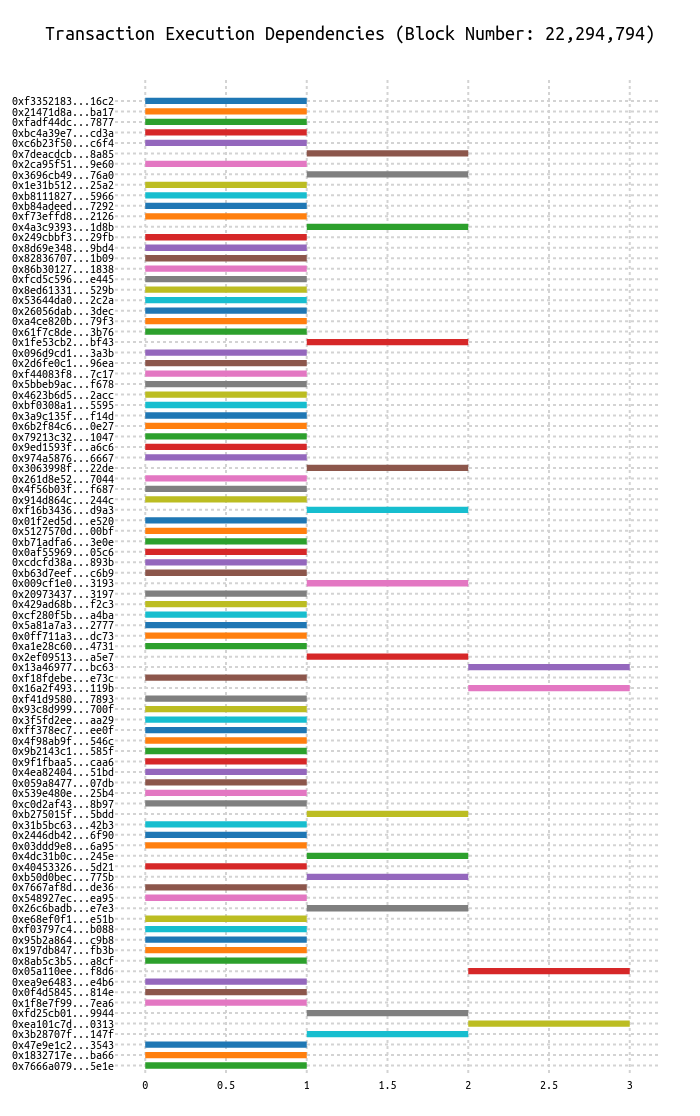 Transaction Execution Dependencies (Block Number: 22,294,794)
0xf3352183...16c2
0x21471d8a...ba17
0xfadf44dc...7877
0xbc4a39e7...cd3a
0xc6b23f50...c6f4
0x7deacdcb...8a85
0x2ca95f51...9e60
0x3696cb49...76a0
0x1e31b512...25a2
0xb8111827...5966
0xb84adeed...7292
0xf73effd8...2126
0x4a3c9393...1d8b
0x249cbbf3...29fb
0x8d69e348...9bd4
0x82836707...1b09
0x86b30127...1838
0xfcd5c596...e445
0x8ed61331...529b
0x53644da0...2c2a
0x26056dab...3dec
0xa4ce820b...79f3
0x61f7c8de...3b76
0x1fe53cb2...bf43
0x096d9cd1...3a3b
0x2d6fe0c1...96ea
0xf44083f8...7c17
0x5bbeb9ac...f678
0x4623b6d5...2acc
0xbf0308a1...5595
0x3a9c135f...f14d
0x6b2f84c6...0e27
0x79213c32...1047
0x9ed1593f...a6c6
0x974a5876...6667
0x3063998f...22de
0x261d8e52...7044
0x4f56b03f...f687
0x914d864c...244c
0xf16b3436...d9a3
0x01f2ed5d...e520
0x5127570d...00bf
0xb71adfa6...3e0e
0x0af55969...05c6
0xcdcfd38a...893b
0xb63d7eef...c6b9
0x009cf1e0...3193
0x20973437...3197
0x429ad68b...f2c3
0xcf280f5b...a4ba
0x5a81a7a3...2777
0x0ff711a3...dc73
0xa1e28c60...4731
0x2ef09513...a5e7
0x13a46977...bc63
0xf18fdebe...e73c
0x16a2f493...119b
0xf41d9580...7893
0x93c8d999...700f
0x3f5fd2ee...aa29
0xff378ec7...ee0f
0x4f98ab9f...546c
0x9b2143c1...585f
0x9f1fbaa5...caa6
0x4ea82404...51bd
0x059a8477...07db
0x539e480e...25b4
0xc0d2af43...8b97
0xb275015f...5bdd
0x31b5bc63...42b3
0x2446db42...6f90
0x03ddd9e8...6a95
0x4dc31b0c...245e
0x40453326...5d21
0xb50d0bec...775b
0x7667af8d...de36
0x548927ec...ea95
0x26c6badb...e7e3
0xe68ef0f1...e51b
0xf03797c4...b088
0x95b2a864...c9b8
0x197db847...fb3b
0x8ab5c3b5...a8cf
0x05a110ee...f8d6
0xea9e6483...e4b6
0x0f4d5845...814e
0x1f8e7f99...7ea6
0xfd25cb01...9944
0xea101c7d...0313
0x3b28707f...147f
0x47e9e1c2...3543
0x1832717e...ba66
0x7666a079...5e1e
0 0.5 1 1.5 2 2.5 3